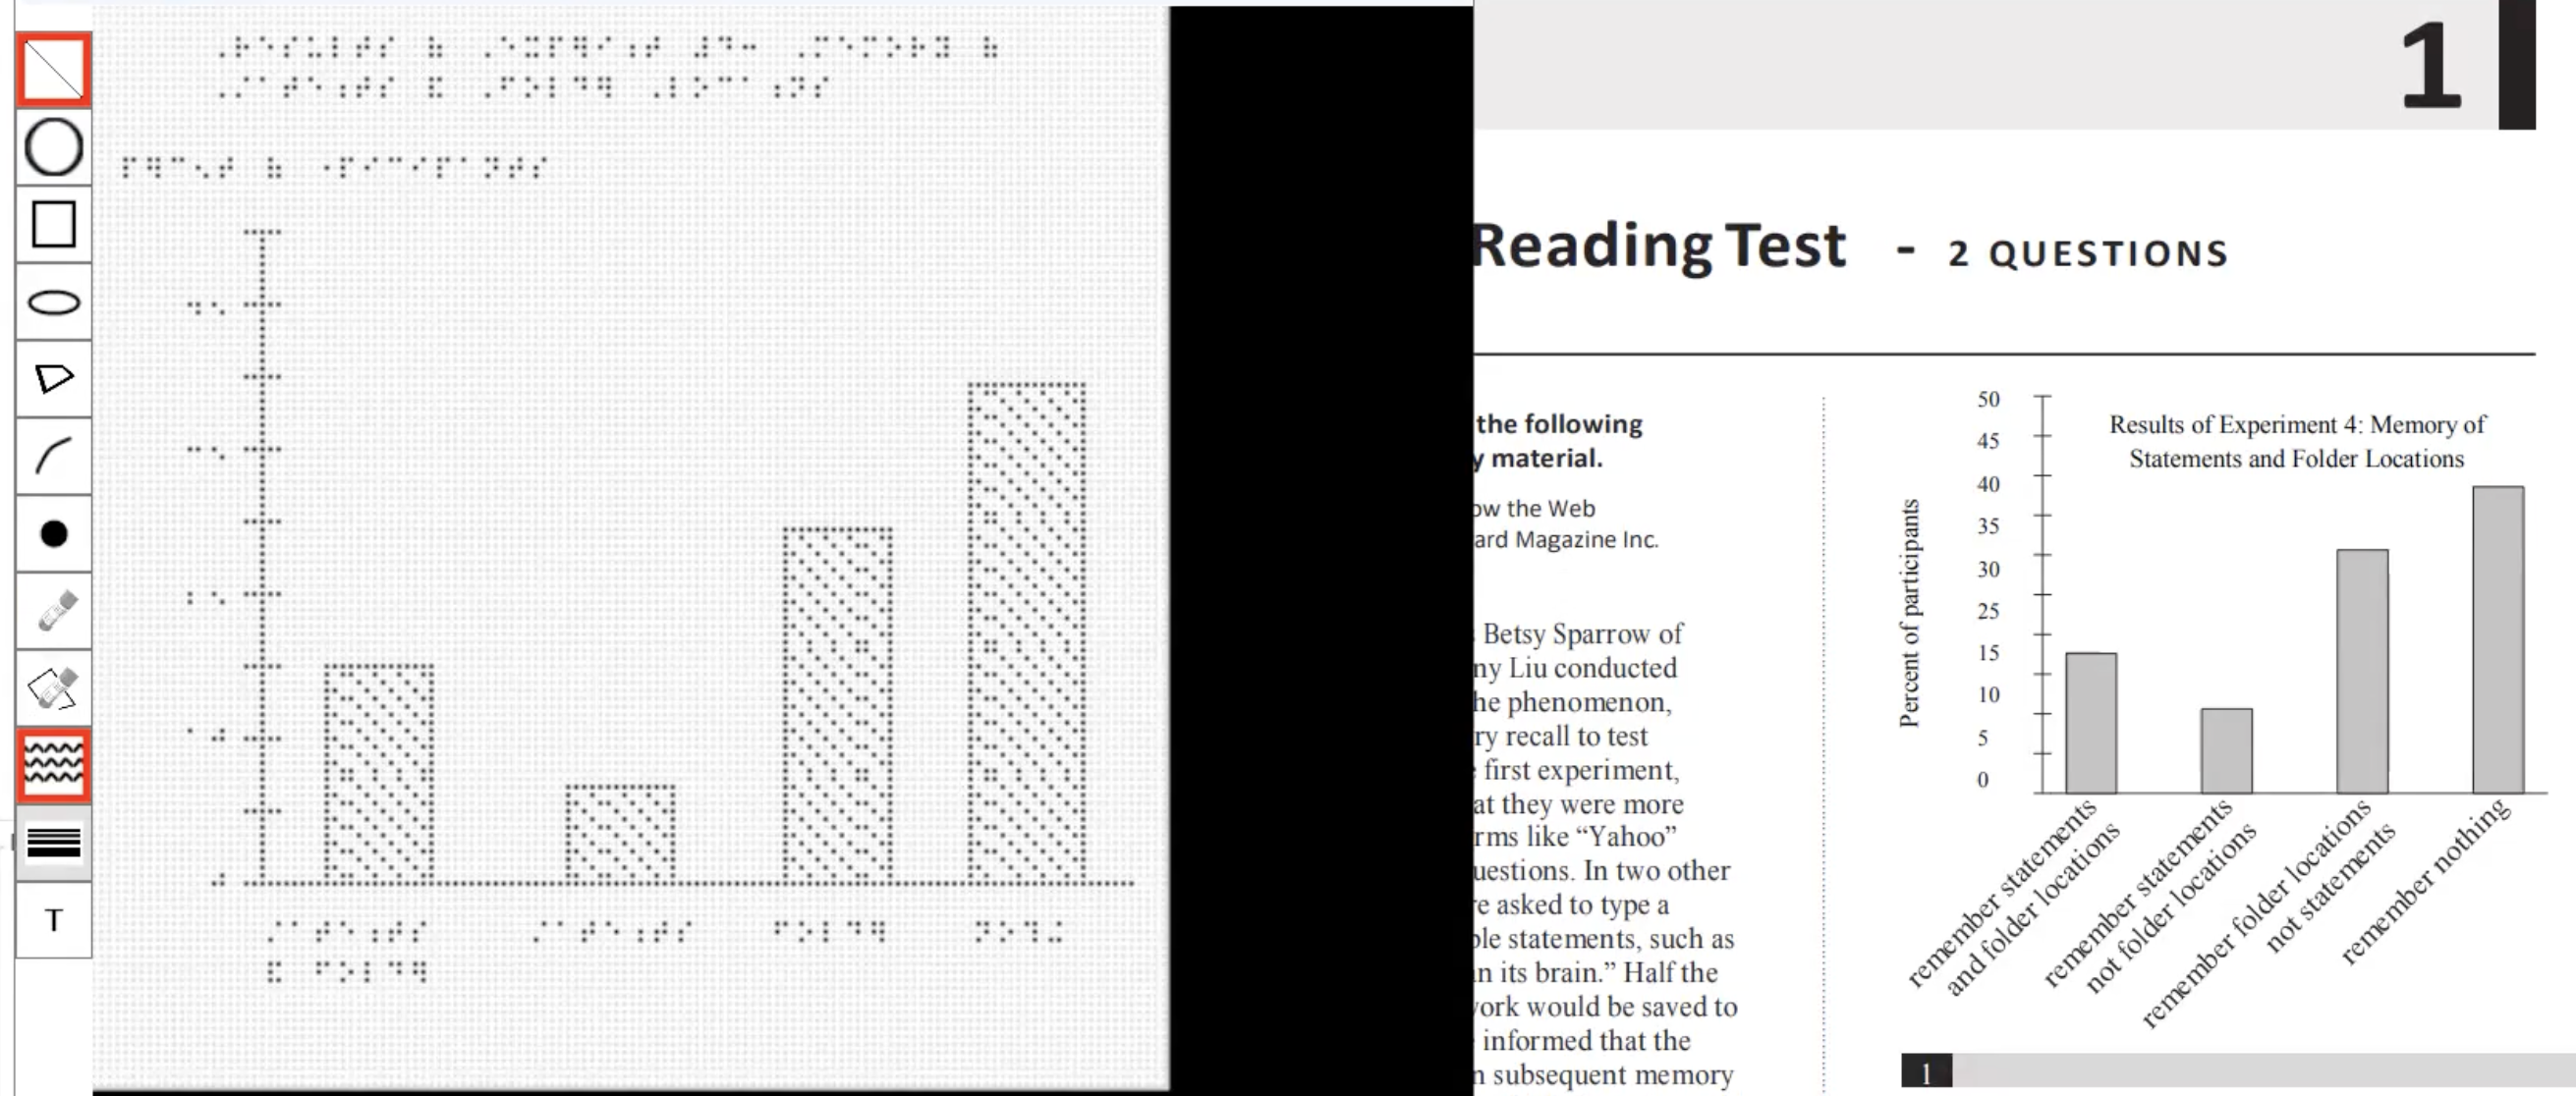 1
Reading Test - 2 QUESTIONS
the following
y material.
ow the Web
ard Magazine Inc.
Betsy Sparrow of
ny Liu conducted
he phenomenon,
ry recall to test
first experiment,
at they were more
rms like “Yahoo”
uestions. In two other
re asked to type a
ble statements, such as
n its brain.” Half the
work would be saved to
informed that the
n subsequent memory
Results of Experiment 4: Memory of
Statements and Folder Locations
Percent of participants
50
45
40
35
30
25
15
10
5
0
remember statements
and folder locations
remember statements
not folder locations
remember folder locations
not statements
remember nothing
1
T